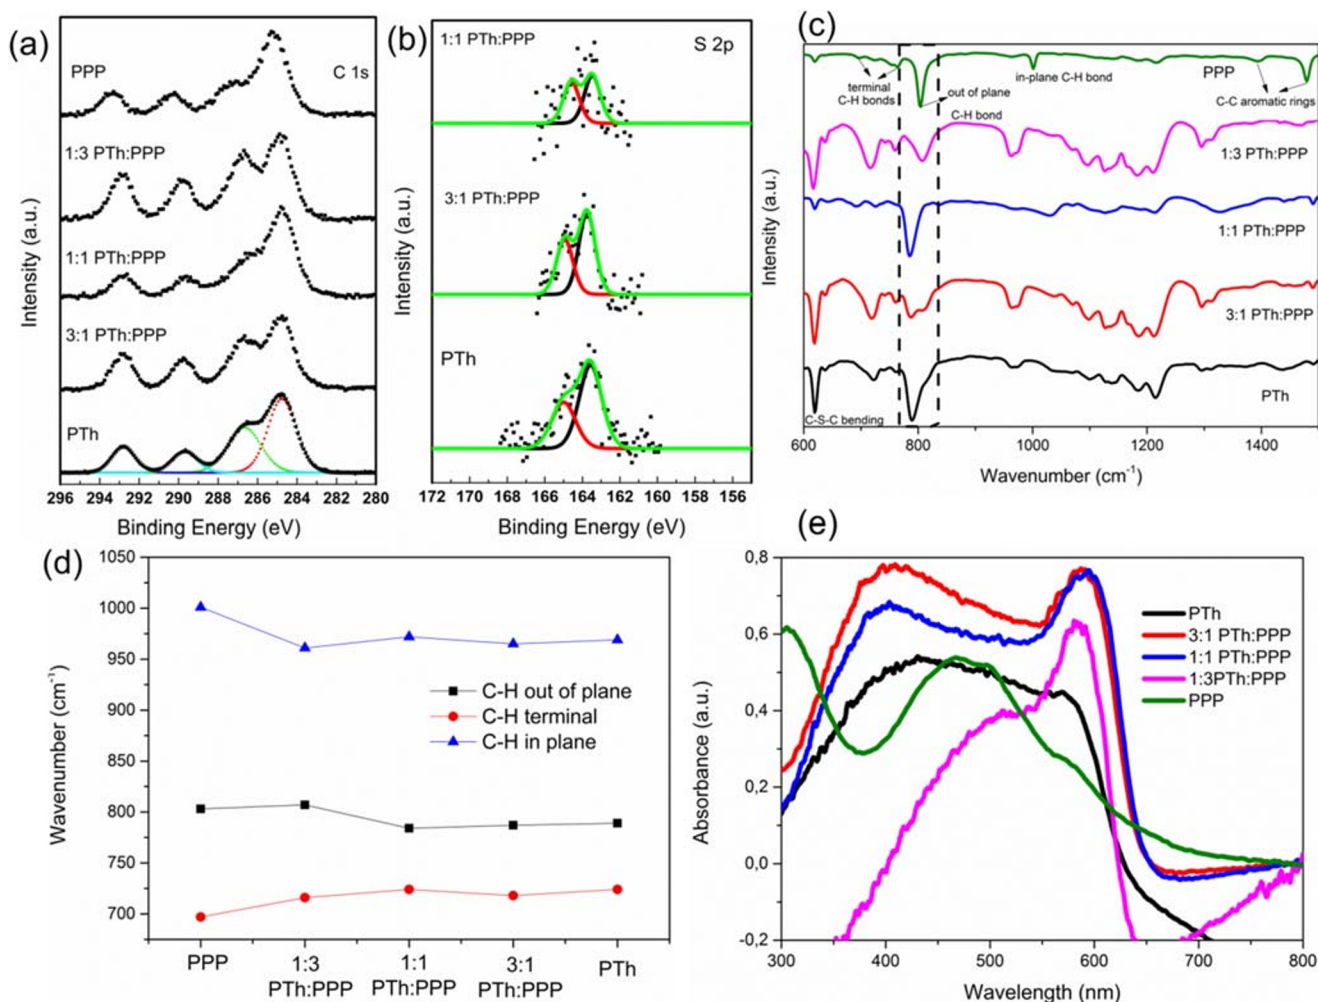 (a)
C 1s
PPP
1:3 PTh:PPP
1:1 PTh:PPP
3:1 PTh:PPP
PTh
Intensity (a.u.)
296 294 292 290 288 286 284 282 280
Binding Energy (eV)
(b)
1:1 PTh:PPP
S 2p
3:1 PTh:PPP
PTh
Intensity (a.u.)
172 170 168 166 164 162 160 158 156 155
Binding Energy (eV)
(c)
PPP
terminal
C-H bonds
in-plane C-H bond
out of plane
C-H bond
C-C aromatic rings
1:3 PTh:PPP
1:1 PTh:PPP
3:1 PTh:PPP
PTh
C-S-C bending
Intensity (a.u.)
600 800 1000 1200 1400
Wavenumber (cm-1)
(d)
1050
1000
950
900
850
800
750
700
Wavenumber (cm-1)
C-H out of plane
C-H terminal
C-H in plane
PPP 1:3 1:1 3:1 PTh
PTh:PPP PTh:PPP PTh:PPP
(e)
0,8
0,6
0,4
0,2
0,0
-0,2
Absorbance (a.u.)
PTh
3:1 PTh:PPP
1:1 PTh:PPP
1:3PTh:PPP
PPP
300 400 500 600 700 800
Wavelength (nm)